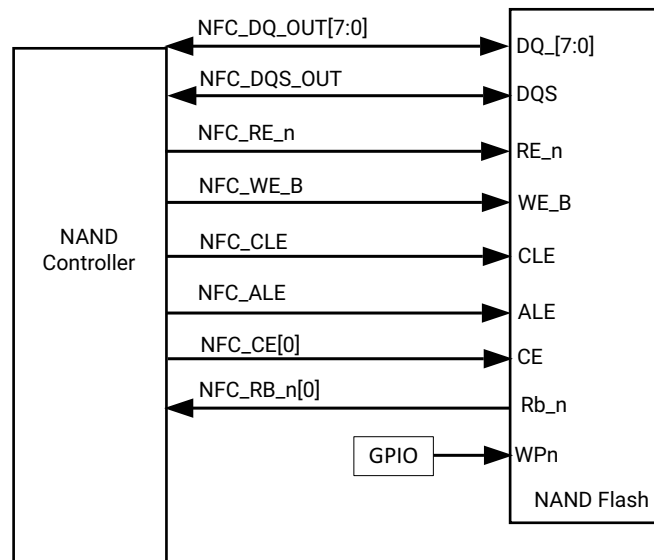 NFC_DQ_OUT[7:0]
DQ_[7:0]
NFC_DQS_OUT
DQS
NFC_RE_n
RE_n
NFC_WE_B
WE_B
NAND
Controller
NFC_CLE
CLE
NFC_ALE
ALE
NFC_CE[0]
CE
NFC_RB_n[0]
Rb_n
GPIO
WPn
NAND Flash